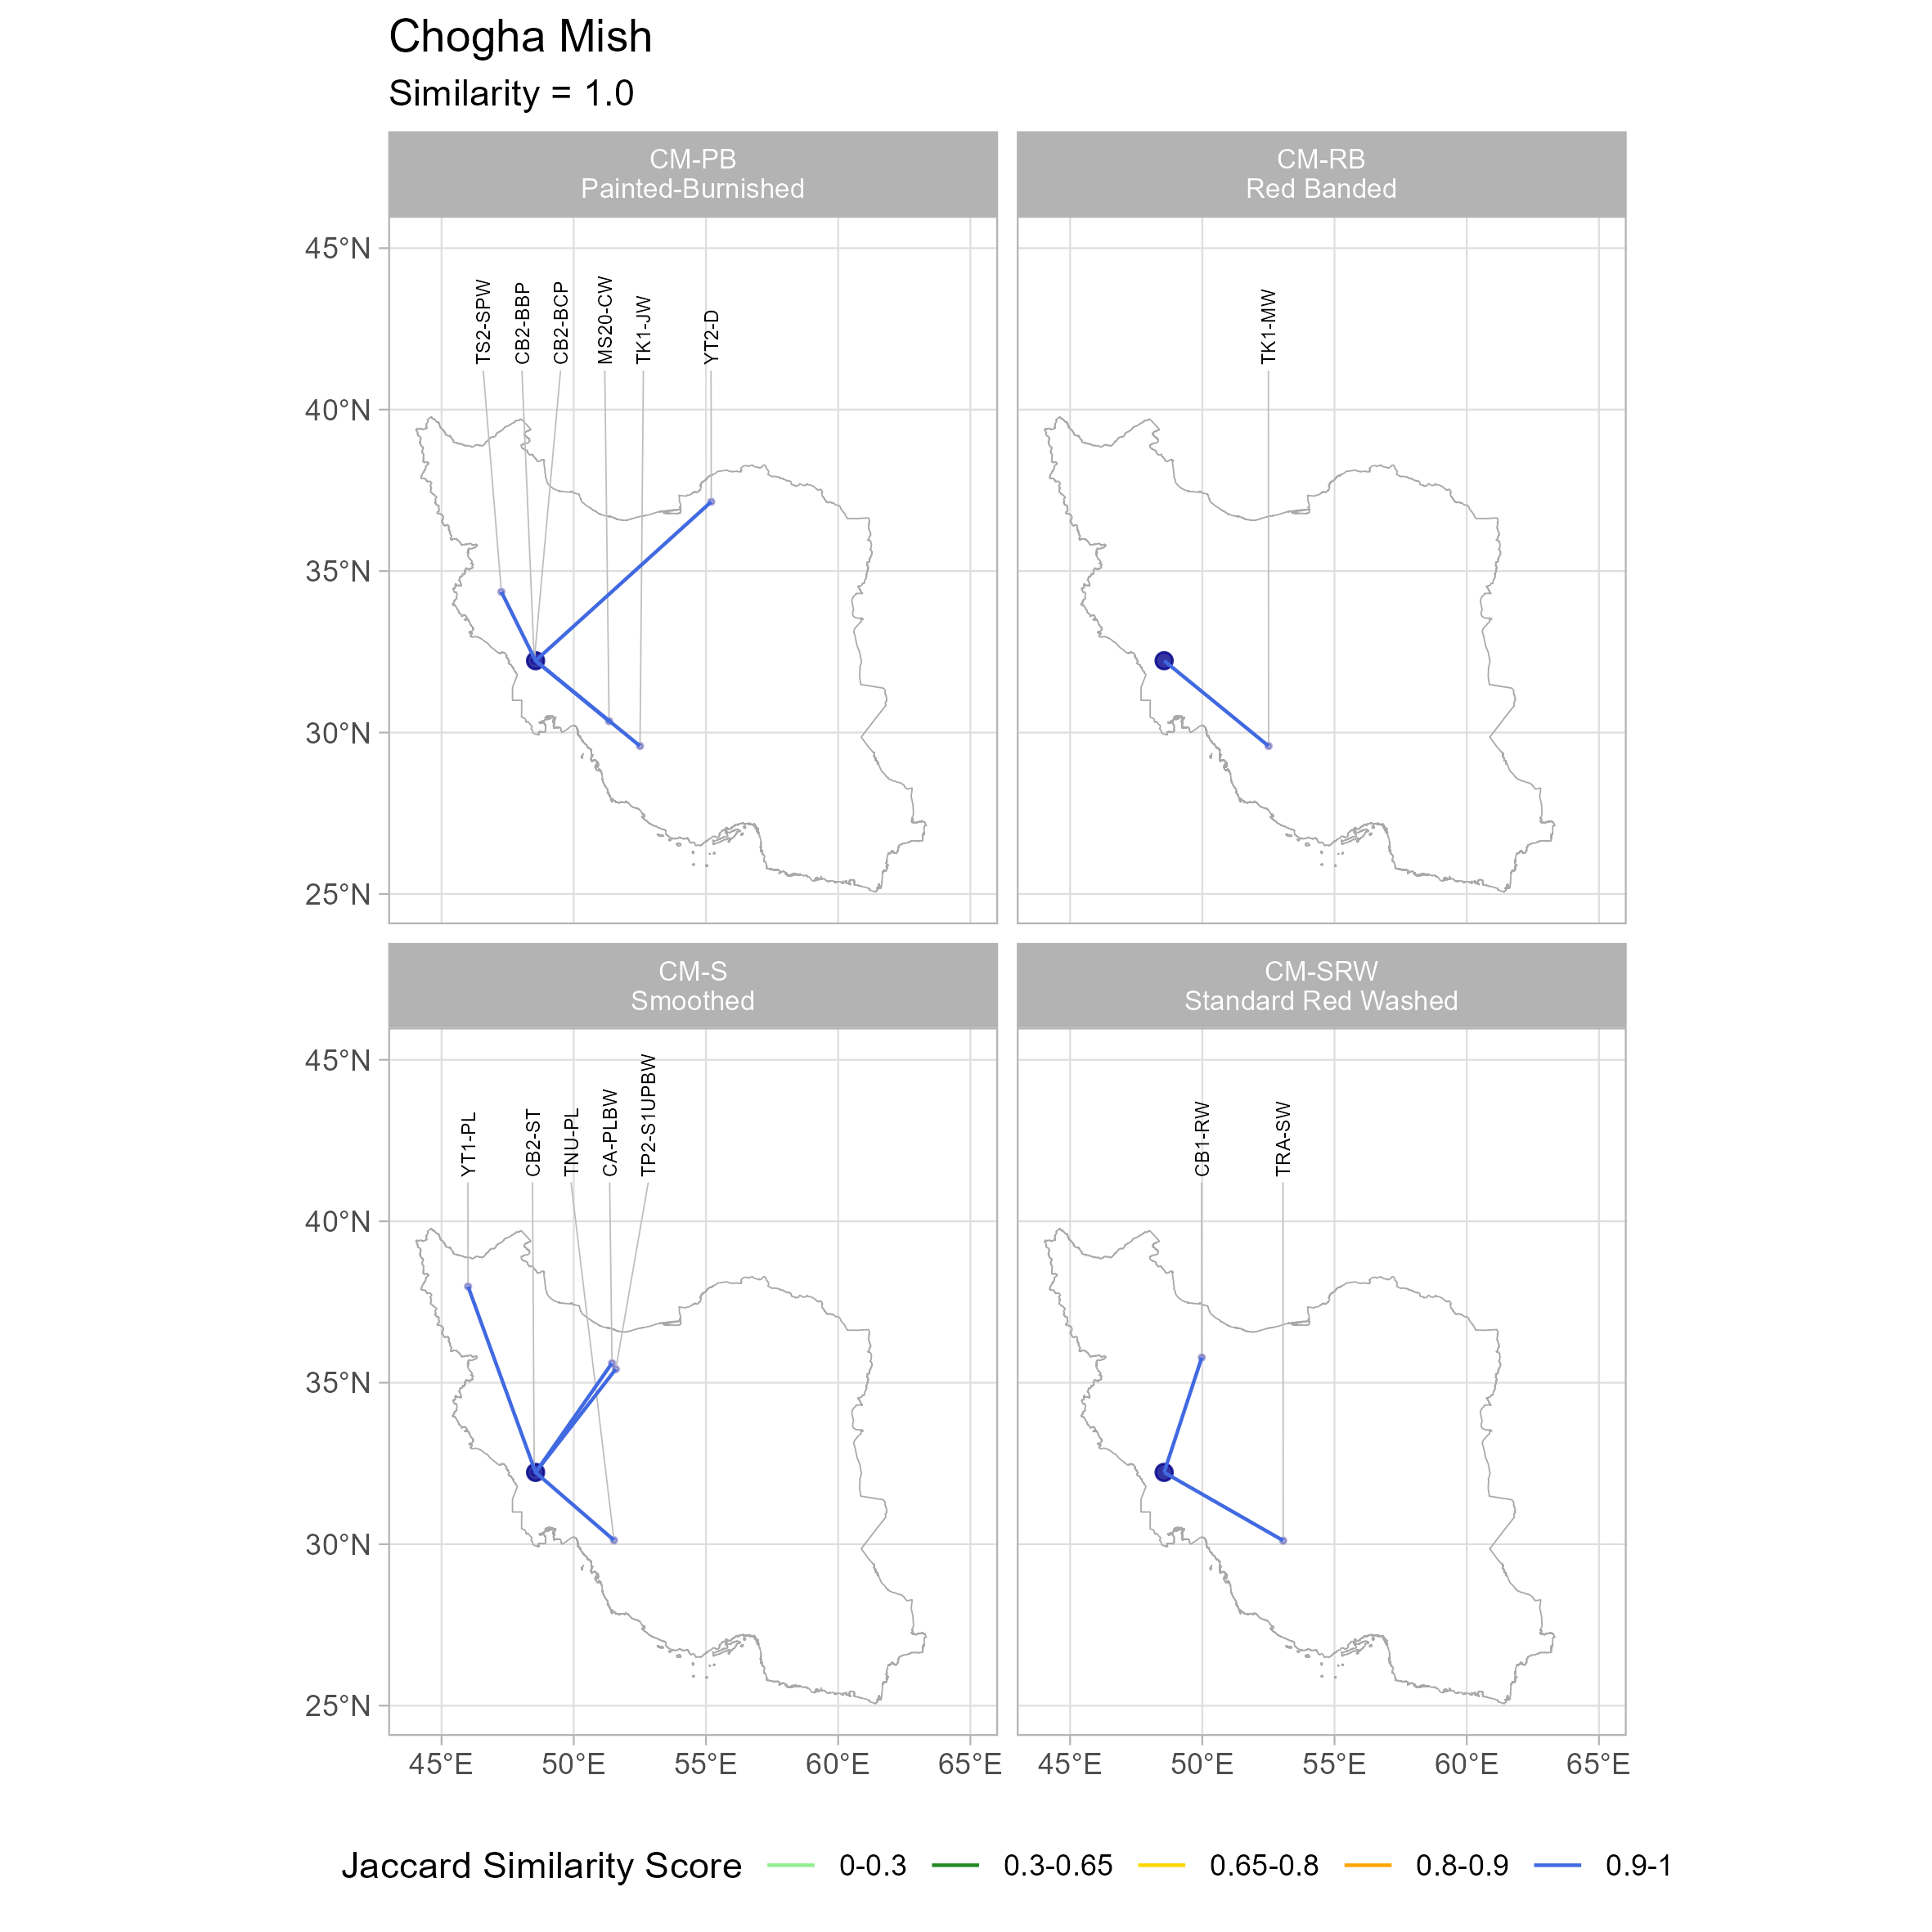 Chogha Mish
Similarity = 1.0
CM-PB
Painted-Burnished
CM-RB
Red Banded
45°N
40°N
35°N
30°N
25°N
TS2-SPW
CB2-BBP
CB2-BCP
MS20-CW
TK1-JW
YT2-D
TK1-MW
CM-S
Smoothed
CM-SRW
Standard Red Washed
45°N
40°N
35°N
30°N
25°N
YT1-PL
CB2-ST
TNU-PL
CA-PLBW
TP2-S1UPBW
CB1-RW
TRA-SW
45°E 50°E 55°E 60°E 65°E
45°E 50°E 55°E 60°E 65°E
Jaccard Similarity Score 0-0.3 0.3-0.65 0.65-0.8 0.8-0.9 0.9-1